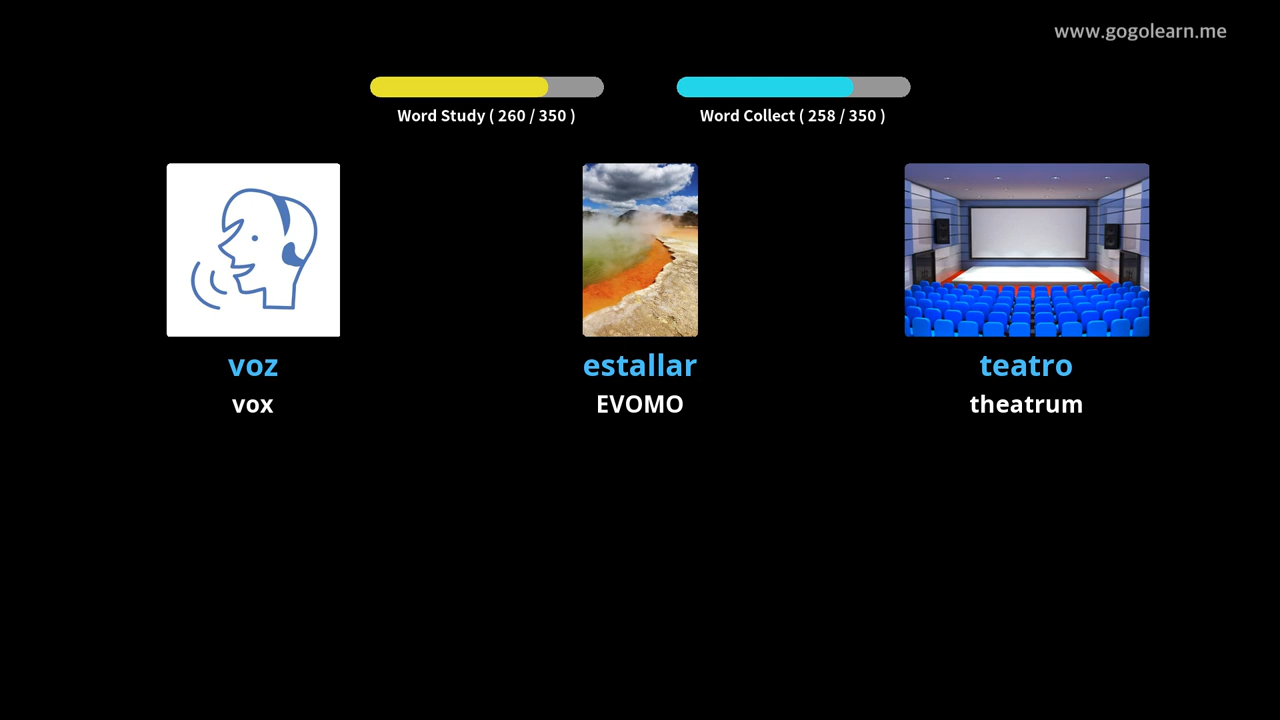 www.gogolearn.me
Word Study ( 260 / 350 )
Word Collect ( 258 / 350 )
voz
vox
estallar
EVOMO
teatro
theatrum